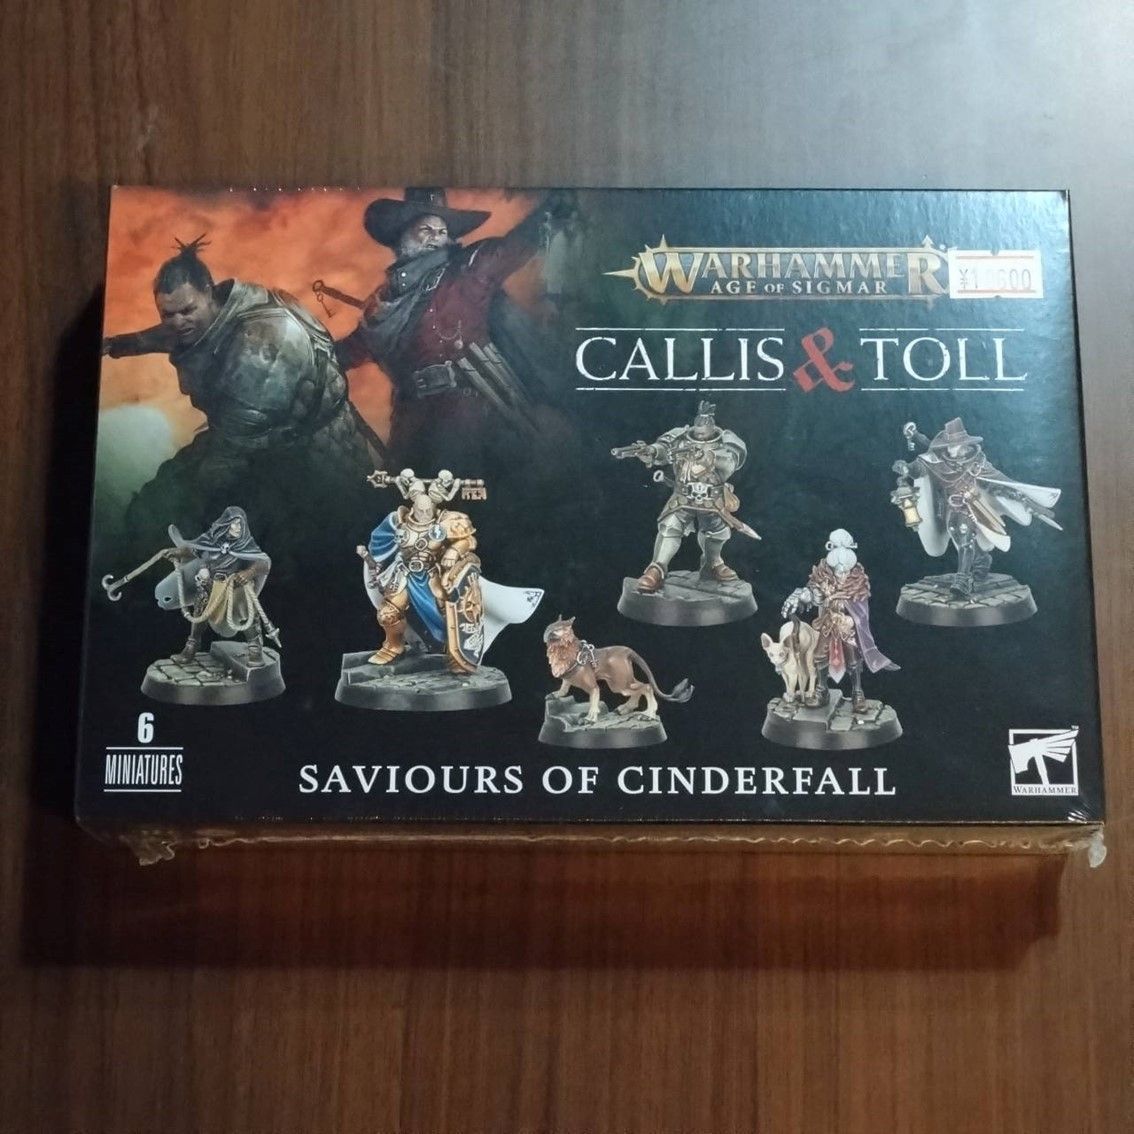 WARHAMMER
AGE OF SIGMAR
CALLIS & TOLL
6
MINIATURES
SAVIOURS OF CINDERFALL
WARHAMMER